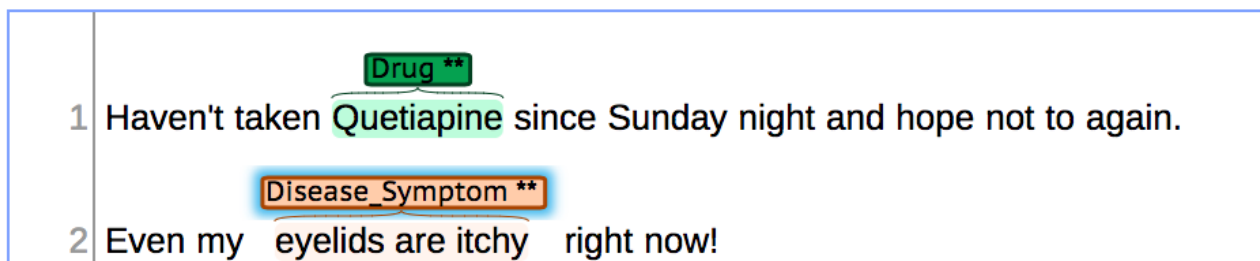 Drug **
1 Haven't taken Quetiapine since Sunday night and hope not to again.
Disease_Symptom **
2 Even my eyelids are itchy right now!